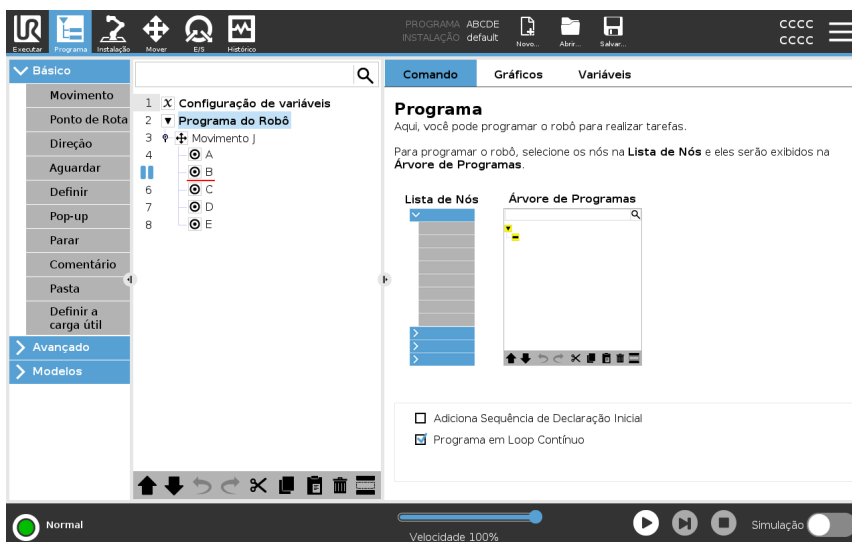 PROGRAMA ABCDE
INSTALAÇÃO default
CCCC
CCCC
UR
Executar
Programa
Instalação
Mover
E/S
Histórico
Novo...
Abrir...
Salvar...
Básico
Movimento
Ponto de Rota
Direção
Aguardar
Definir
Pop-up
Parar
Comentário
Pasta
Definir a
carga útil
Avançado
Modelos
1 X Configuração de variáveis
2 Programa do Robô
3 Movimento J
4 A
B
6 C
7 D
8 E
Comando
Gráficos
Variáveis
Programa
Aqui, você pode programar o robô para realizar tarefas.
Para programar o robô, selecione os nós na Lista de Nós e eles serão exibidos na
Árvore de Programas.
Lista de Nós
Árvore de Programas
Adiciona Sequência de Declaração Inicial
Programa em Loop Contínuo
Normal
Velocidade 100%
Simulação